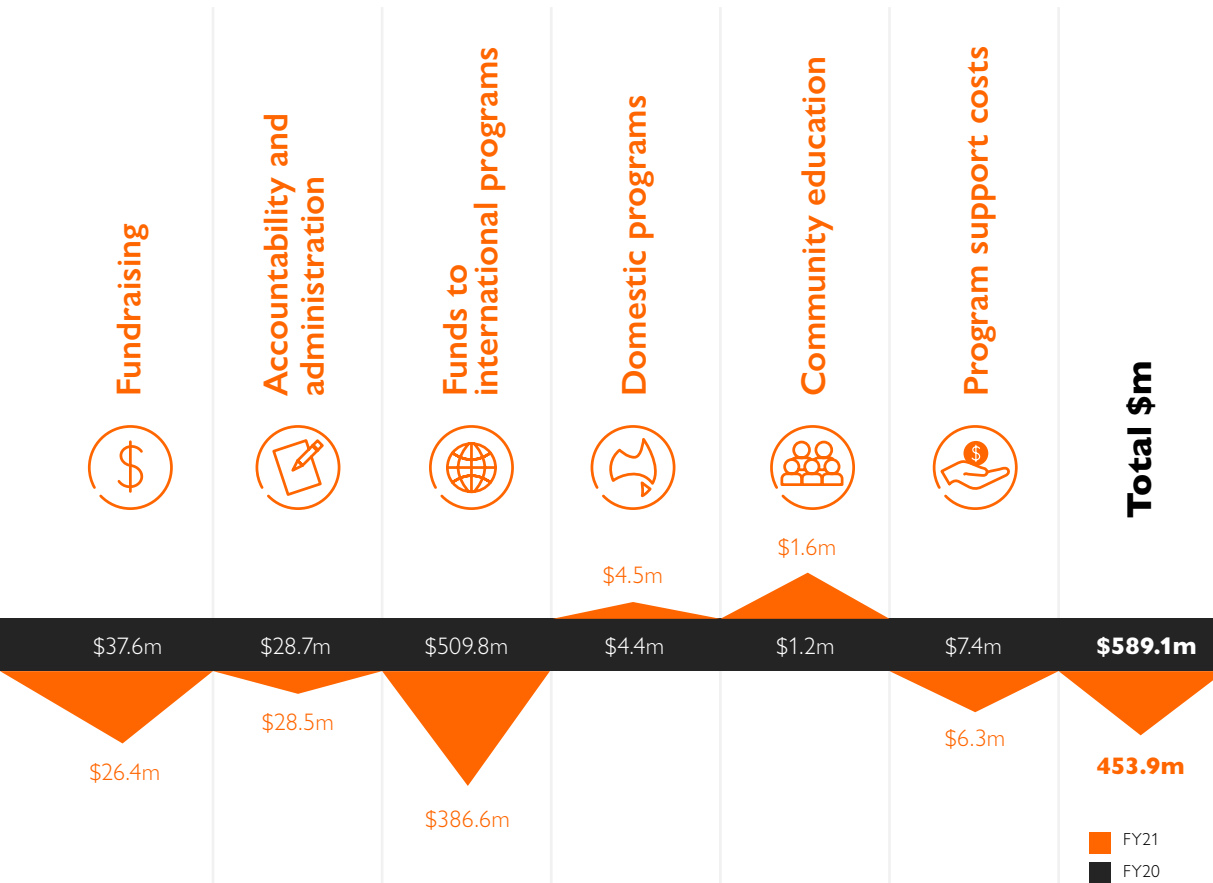 Fundraising
Accountability and
administration
Funds to
international programs
Domestic programs
Community education
Program support costs
Total $m
$
$
$1.6m
$4.5m
$37.6m
$28.7m
$509.8m
$4.4m
$1.2m
$7.4m
$589.1m
$28.5m
$6.3m
$26.4m
453.9m
$386.6m
FY21
FY20